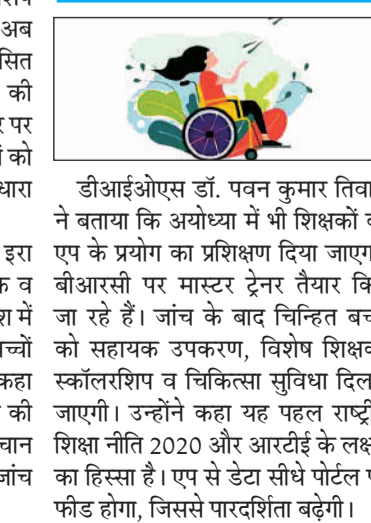 अब
सित
की
पर
को
धारा
इरा
क व
श में
च्चों
कहा
की
चान
जांच
डीआईओएस डॉ. पवन कुमार तिवा
ने बताया कि अयोध्या में भी शिक्षकों
एप के प्रयोग का प्रशिक्षण दिया जाएग
बीआरसी पर मास्टर ट्रेनर तैयार कि
जा रहे हैं। जांच के बाद चिन्हित बच
को सहायक उपकरण, विशेष शिक्षक
स्कॉलरशिप व चिकित्सा सुविधा दिल
जाएगी। उन्होंने कहा यह पहल राष्ट्री
शिक्षा नीति 2020 और आरटीई के लक्ष
का हिस्सा है। एप से डेटा सीधे पोर्टल प
फीड होगा, जिससे पारदर्शिता बढ़ेगी।